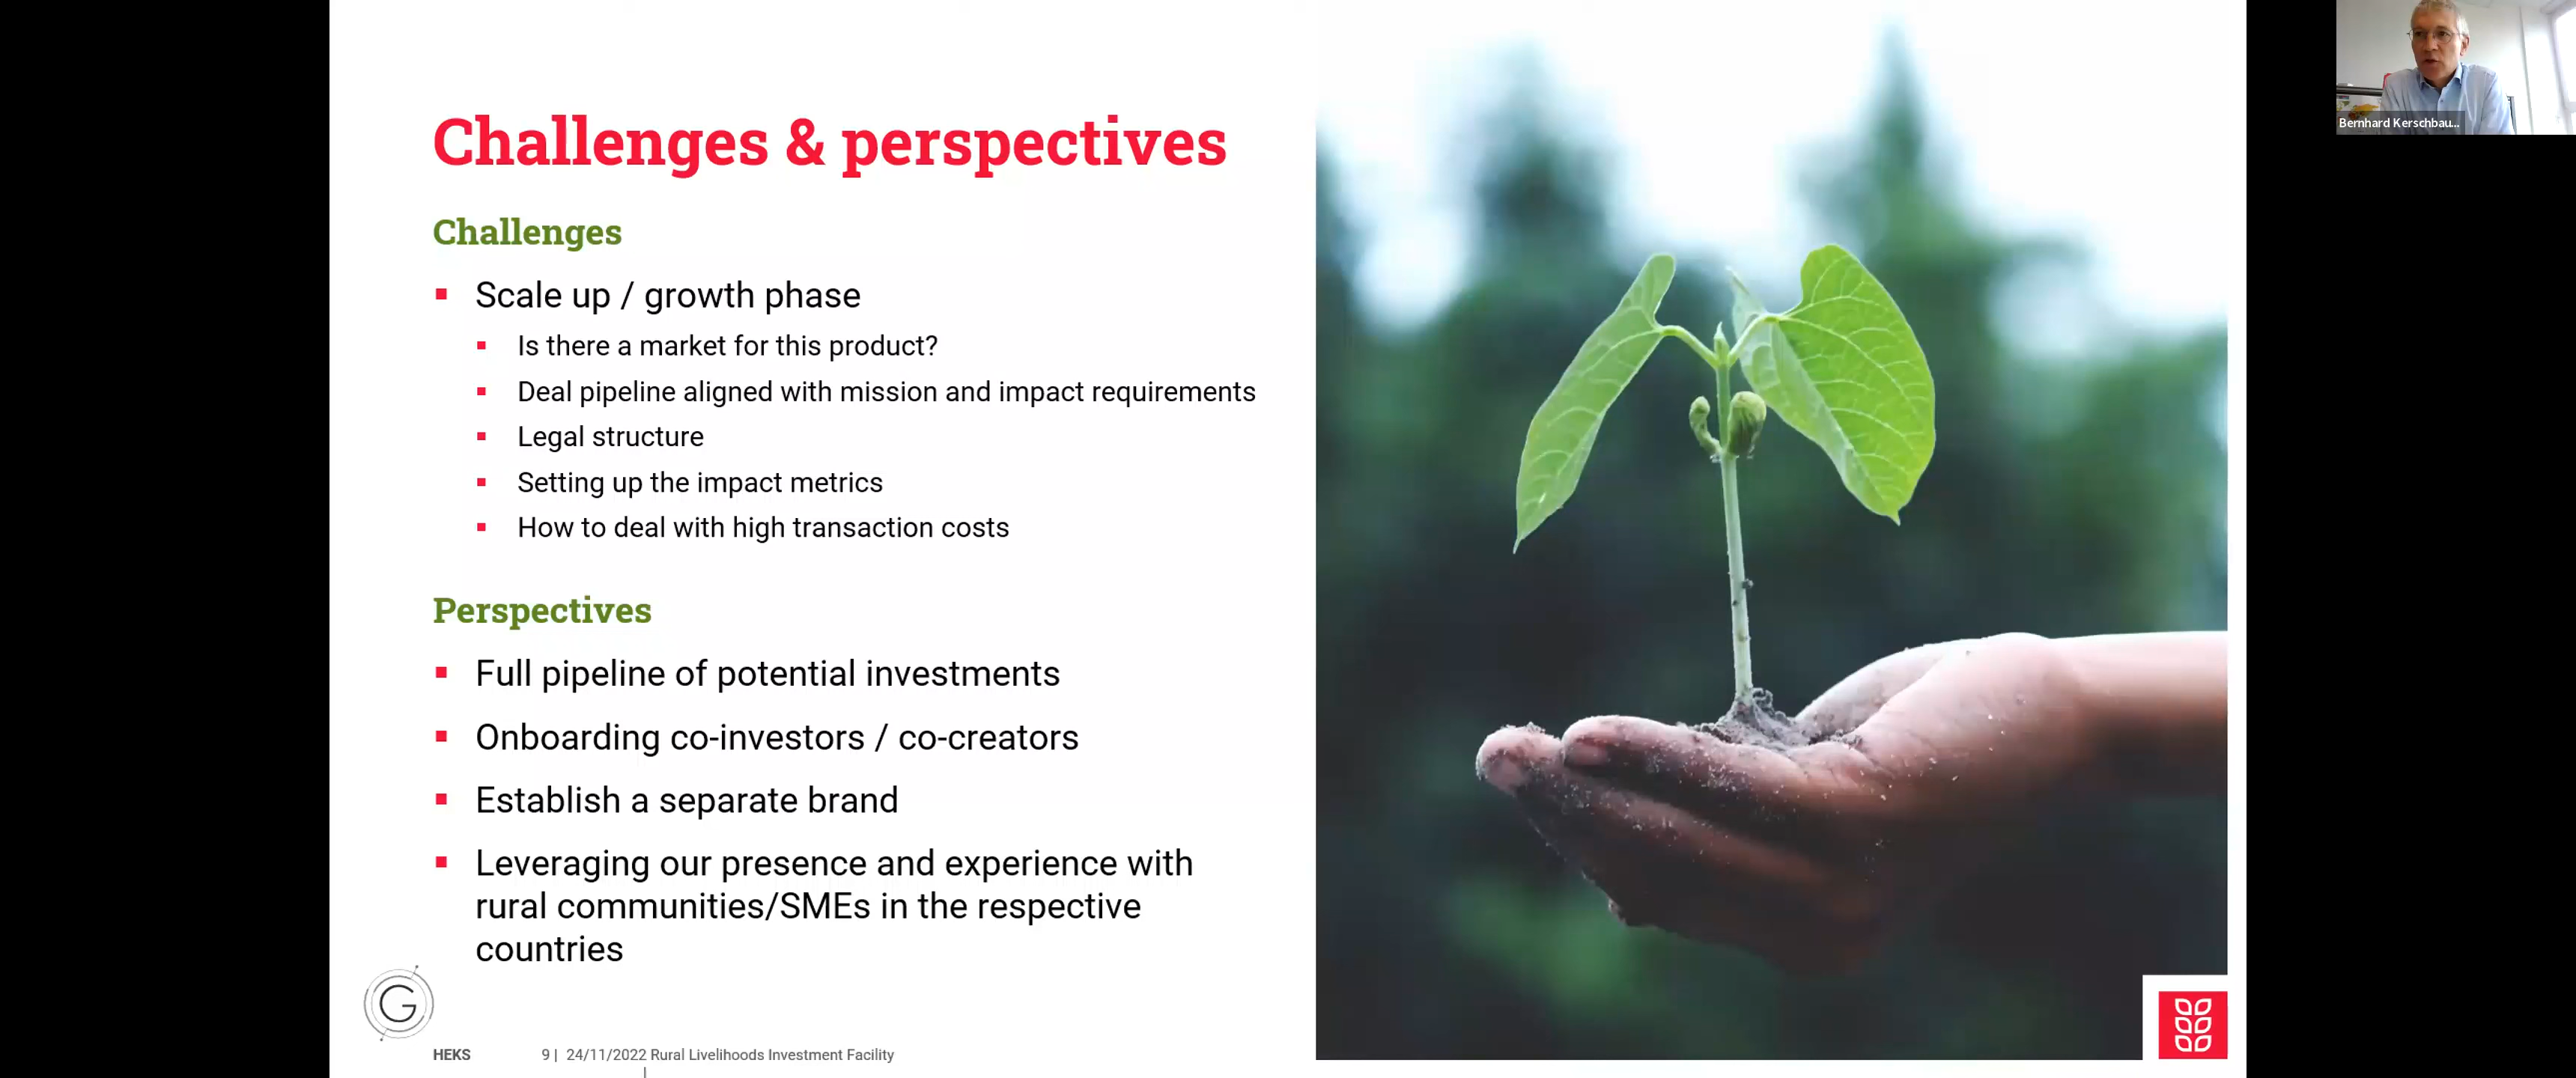 Challenges & perspectives
Challenges
Scale up / growth phase
Is there a market for this product?
Deal pipeline aligned with mission and impact requirements
Legal structure
Setting up the impact metrics
How to deal with high transaction costs
Perspectives
Full pipeline of potential investments
Onboarding co-investors / co-creators
Establish a separate brand
Leveraging our presence and experience with
rural communities/SMEs in the respective
countries
G
HEKS 9 | 24/11/2022 Rural Livelihoods Investment Facility
|
Bernhard Kerschbau...